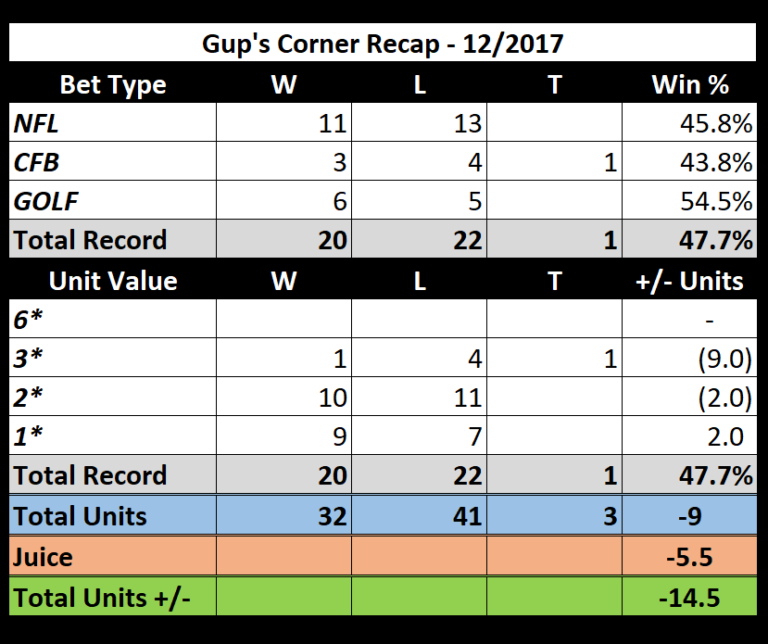 Gup's Corner Recap - 12/2017
Bet Type W L T Win %
NFL 11 13 45.8%
CFB 3 4 1 43.8%
GOLF 6 5 54.5%
Total Record 20 22 1 47.7%
Unit Value W L T +/- Units
6* -
3* 1 4 1 (9.0)
2* 10 11 (2.0)
1* 9 7 2.0
Total Record 20 22 1 47.7%
Total Units 32 41 3 -9
Juice -5.5
Total Units +/- -14.5